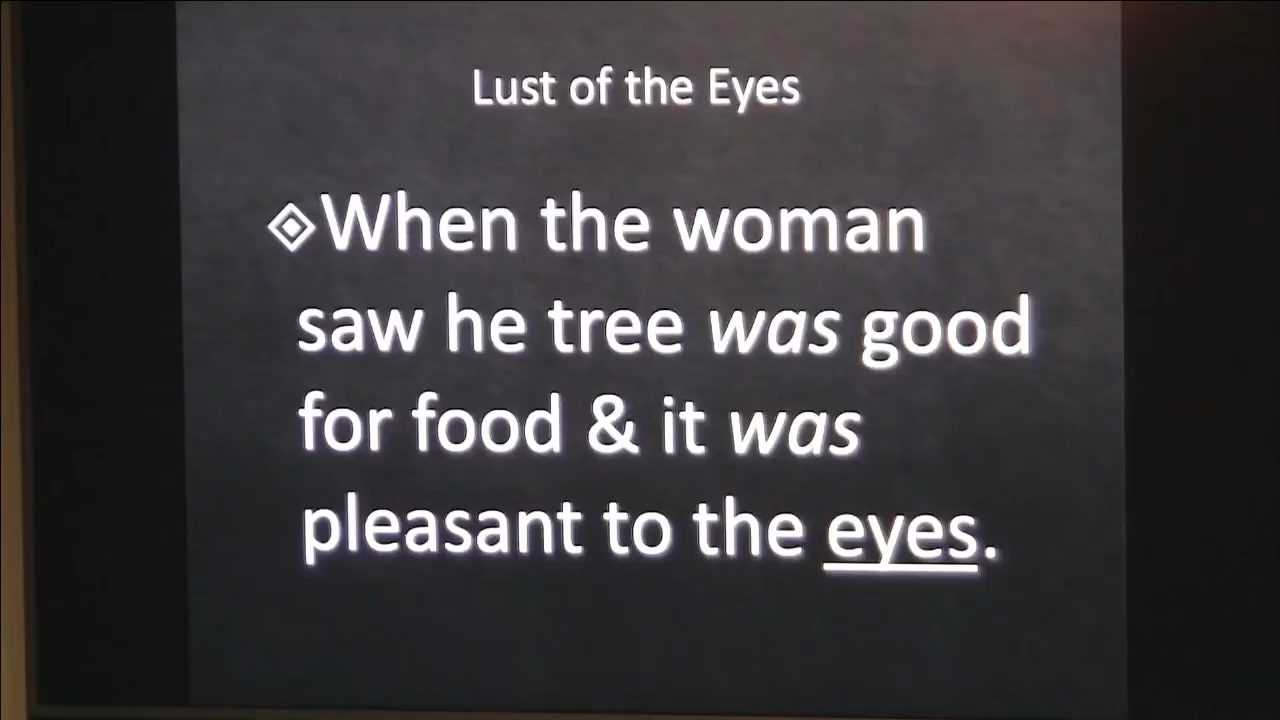 Lust of the Eyes
When the woman
saw he tree was good
for food & it was
pleasant to the eyes.